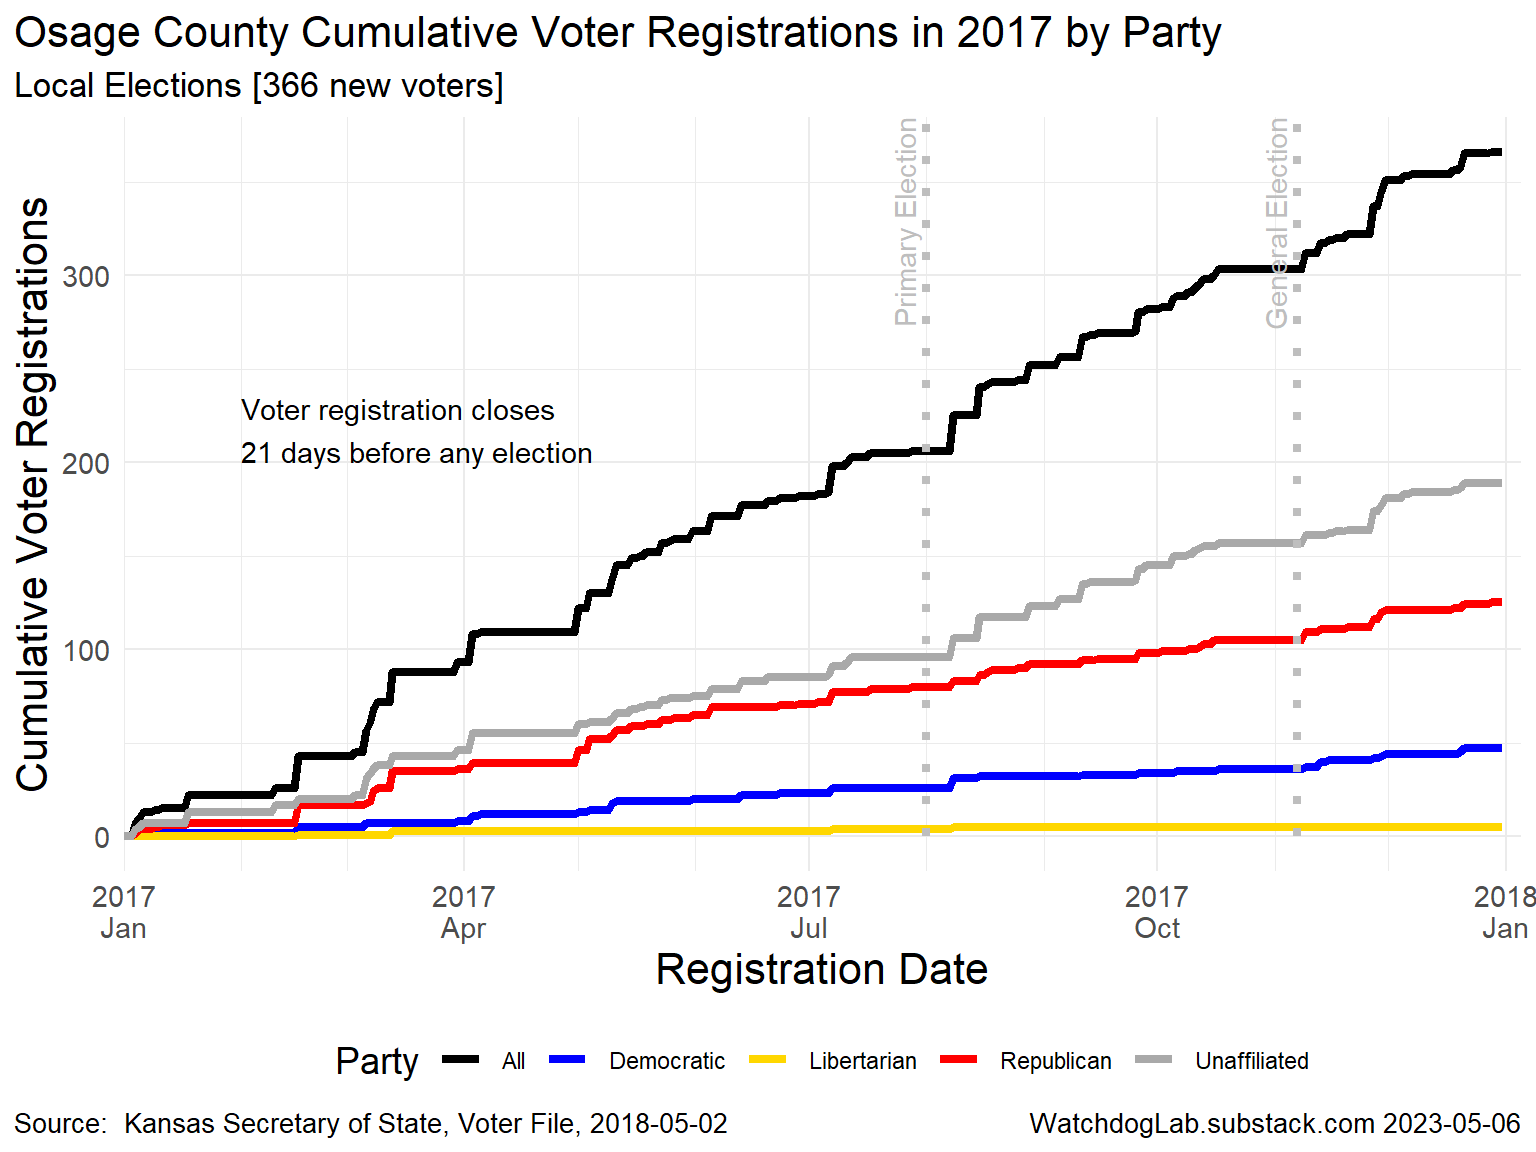 Osage County Cumulative Voter Registrations in 2017 by Party
Local Elections [366 new voters]
Cumulative Voter Registrations
300
200
100
0
Primary Election
General Election
Voter registration closes
21 days before any election
2017 2017 2017 2017 2018
Jan Apr Jul Oct Jan
Registration Date
Party All Democratic Libertarian Republican Unaffiliated
Source:  Kansas Secretary of State, Voter File, 2018-05-02
WatchdogLab.substack.com 2023-05-06